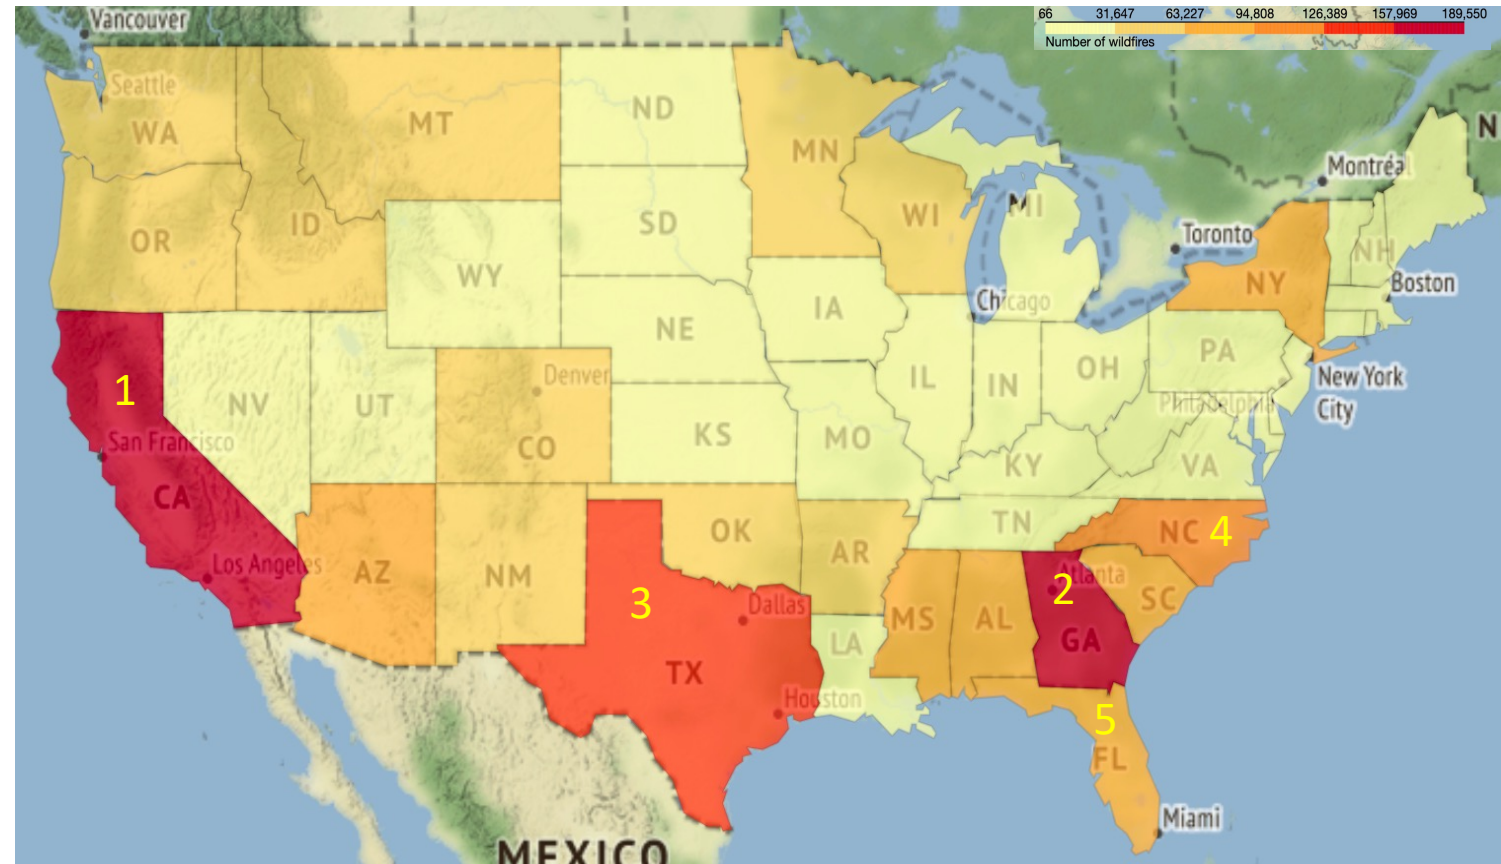 Vancouver
66 31,647 63,227 94,808 126,389 157,969 189,550
Number of wildfires
Seattle
WA
MT
ND
MN
N
Montréal
OR
ID
SD
WI
MI
Toronto
NH
WY
NY
Boston
IA
Chicago
NE
PA
1
NV
UT
Denver
IL
IN
OH
New York
City
Philadelphia
San Francisco
CO
KS
MO
KY
VA
CA
OK
TN
NC 4
Los Angeles
AZ
NM
AR
Atlanta
2
3
Dallas
MS
AL
SC
TX
LA
GA
Houston
5
FL
Miami
MEXICO